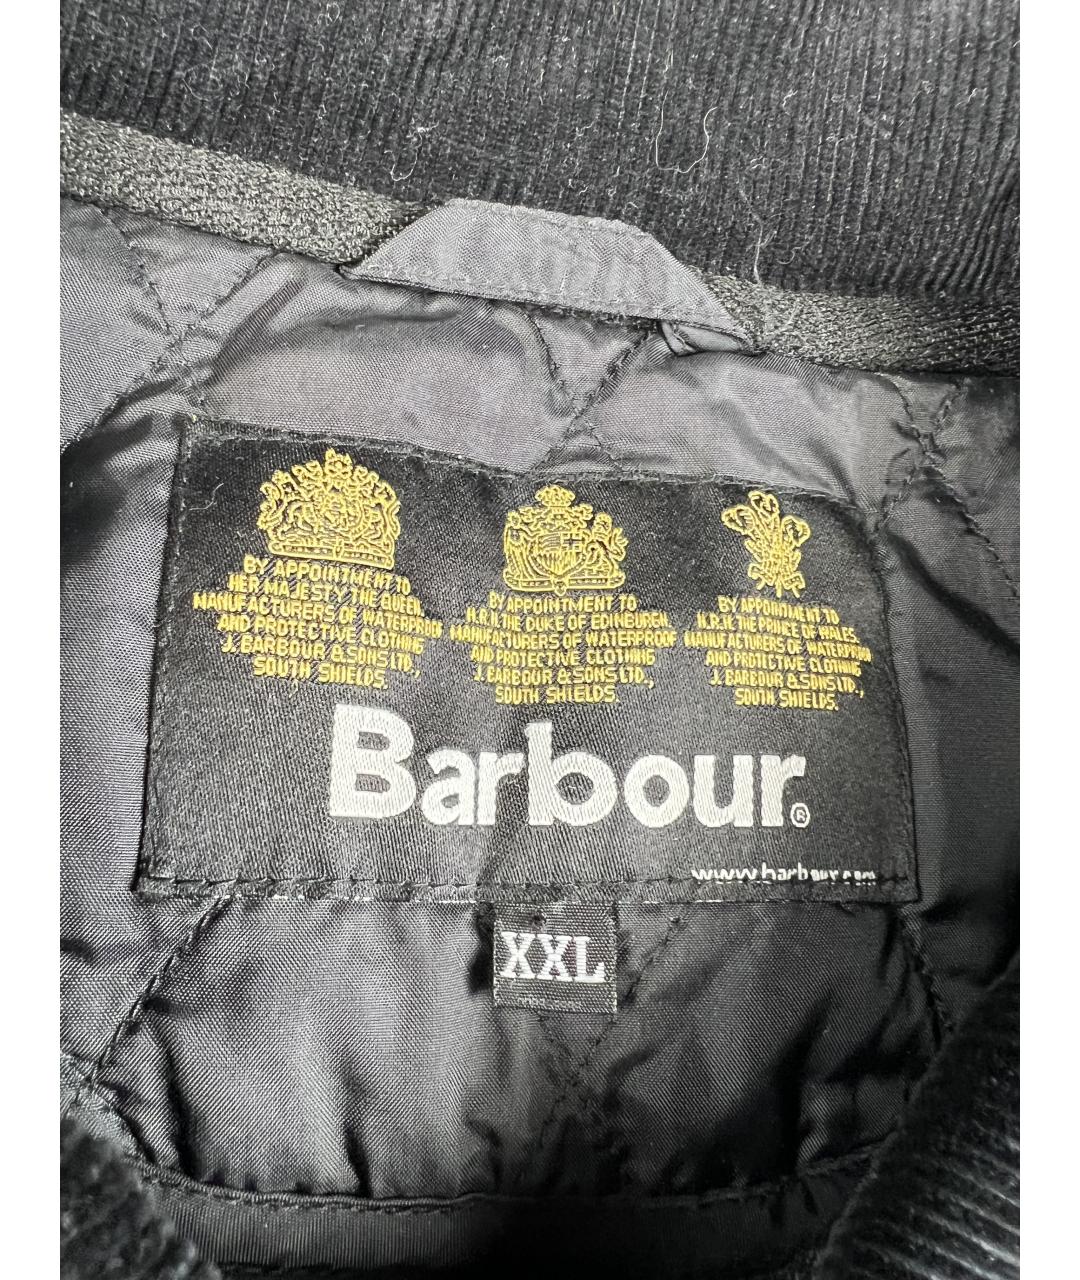 BY APPOINTMENT TO
HER MAJESTY THE QUEEN.
MANUFACTURERS OF WATERPROOF
AND PROTECTIVE CLOTHING
J. BARBOUR & SONS LTD.,
SOUTH SHIELDS.
BY APPOINTMENT TO
H.R.H. THE DUKE OF EDINBURGH.
MANUFACTURERS OF WATERPROOF
AND PROTECTIVE CLOTHING
J. BARBOUR & SONS LTD.,
SOUTH SHIELDS.
BY APPOINTMENT TO
H.R.H. THE PRINCE OF WALES.
MANUFACTURERS OF WATERPROOF
AND PROTECTIVE CLOTHING
J. BARBOUR & SONS LTD.,
SOUTH SHIELDS.
Barbour®
www.barbour.com
XXL